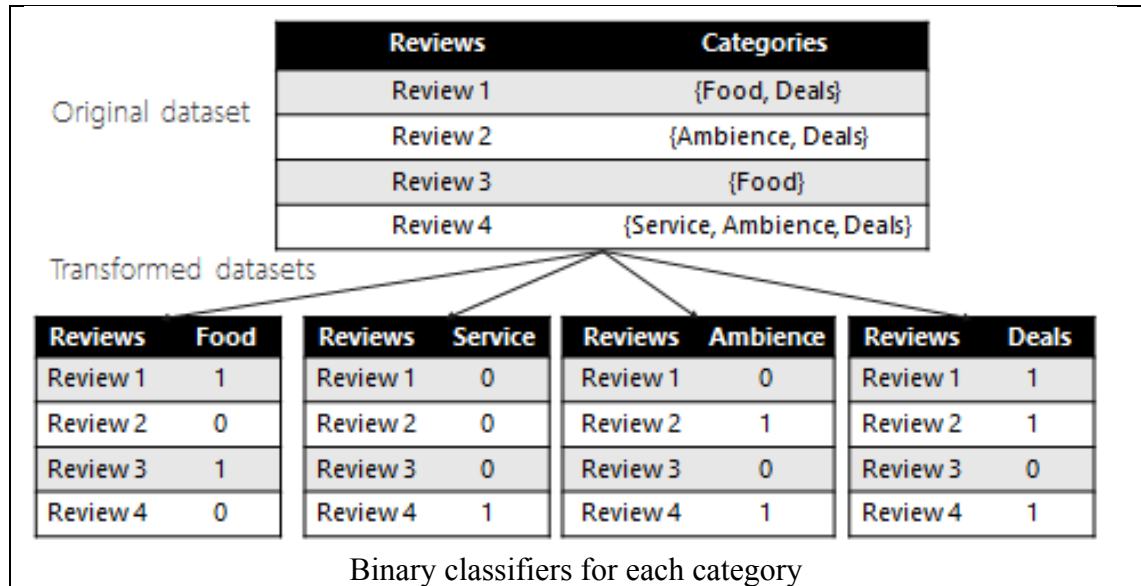 Reviews Categories
Review 1 {Food, Deals}
Original dataset
Review 2 {Ambience, Deals}
Review 3 {Food}
Review 4 {Service, Ambience, Deals}
Transformed datasets
Reviews Food Reviews Service Reviews Ambience Reviews Deals
Review 1 1 Review 1 0 Review 1 0 Review 1 1
Review 2 0 Review 2 0 Review 2 1 Review 2 1
Review 3 1 Review 3 0 Review 3 0 Review 3 0
Review 4 0 Review 4 1 Review 4 1 Review 4 1
Binary classifiers for each category